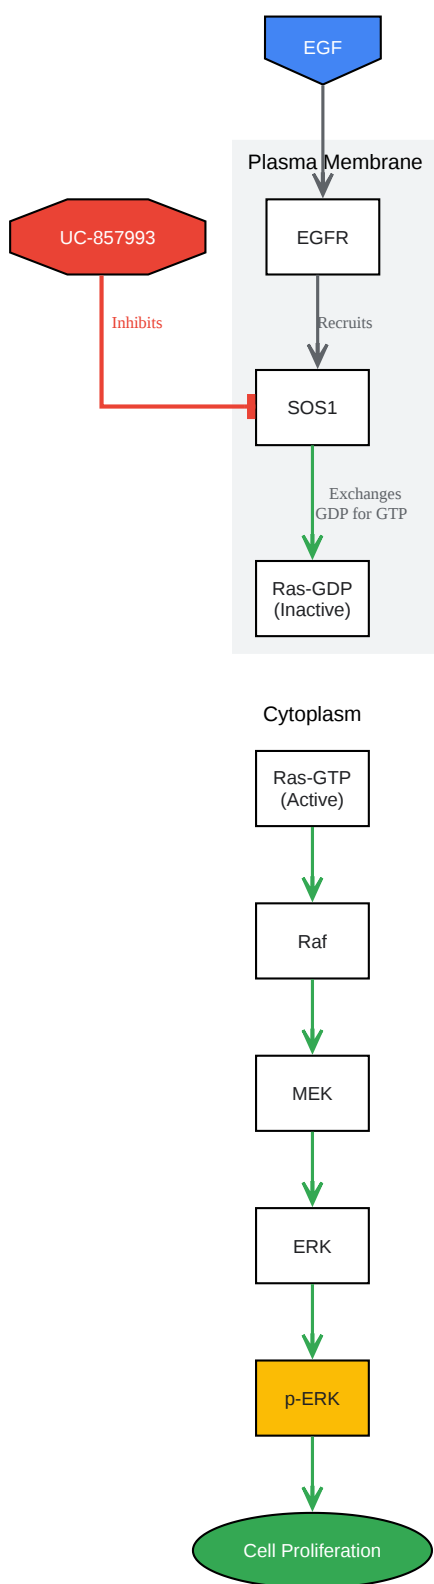 EGF
Plasma Membrane
UC-857993
EGFR
Inhibits
Recruits
SOS1
Exchanges
GDP for GTP
Ras-GDP
(Inactive)
Cytoplasm
Ras-GTP
(Active)
Raf
MEK
ERK
p-ERK
Cell Proliferation